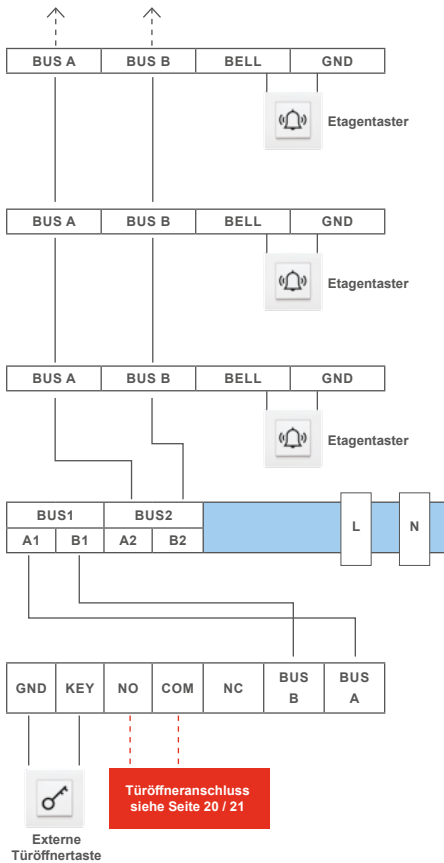 BUS A BUS B BELL GND
Etagentaster
BUS A BUS B BELL GND
Etagentaster
BUS A BUS B BELL GND
Etagentaster
BUS1 BUS2
L N
A1 B1 A2 B2
GND KEY NO COM NC BUS B BUS A
Türöffneranschluss
siehe Seite 20 / 21
Externe
Türöffnertaste